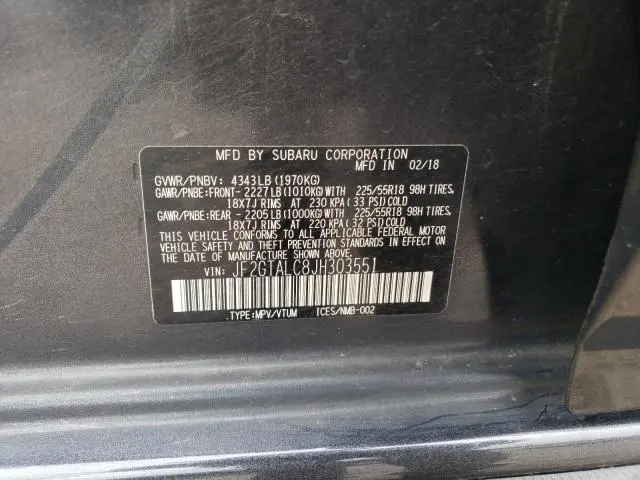 MFD BY SUBARU CORPORATION
MFD IN 02/18
GVWR/PNBV: 4343LB(1970KG)
GAWR/PNBE:FRONT- 2227LB(1010KG)WITH 225/55R18 98H TIRES,
18X7J RIMS AT 230 KPA(33 PSI)COLD
GAWR/PNBE:REAR - 2205LB(1000KG)WITH 225/55R18 98H TIRES,
18X7J RIMS AT 220 KPA(32 PSI)COLD
THIS VEHICLE CONFORMS TO ALL APPLICABLE FEDERAL MOTOR
VEHICLE SAFETY AND THEFT PREVENTION STANDARDS IN EFFECT ON
THE DATE OF MANUFACTURE SHOWN ABOVE.
VIN: JF2GTALC8JH303551
TYPE:MPV/VTUM ICES/NMB-002